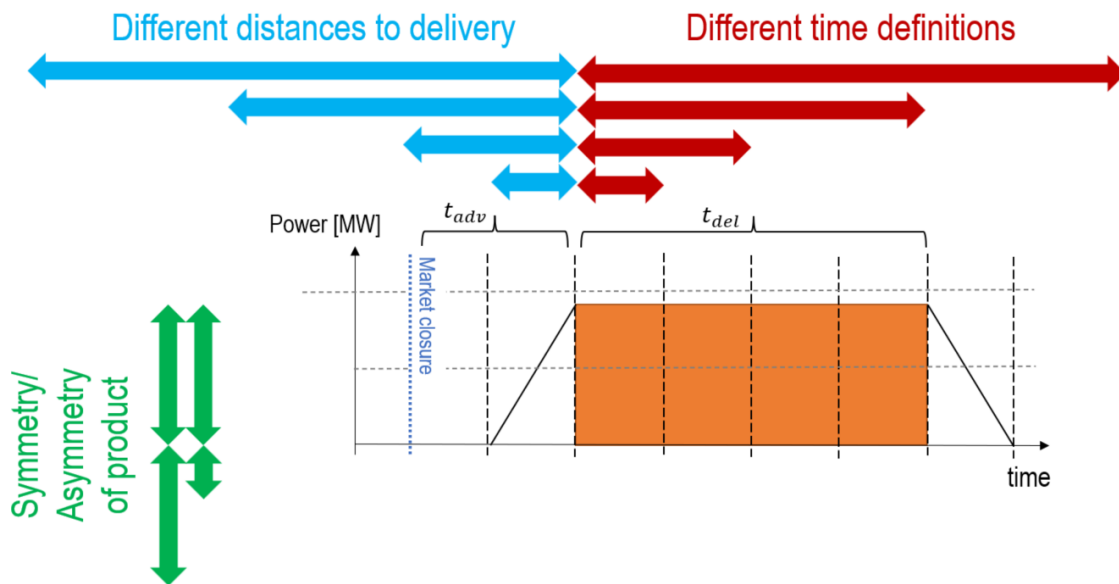 Different distances to delivery
Different time definitions
t_adv
t_del
Power [MW]
Market closure
Symmetry/
Asymmetry
of product
time